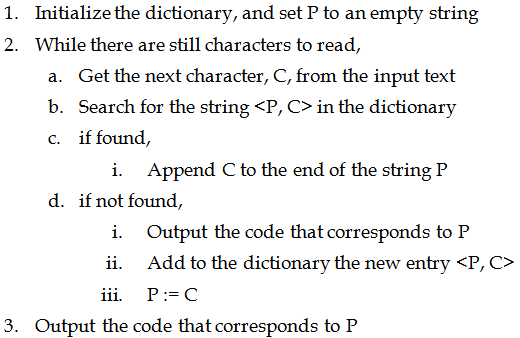 1. Initialize the dictionary, and set P to an empty string
2. While there are still characters to read,
a. Get the next character, C, from the input text
b. Search for the string <P, C> in the dictionary
c. if found,
i. Append C to the end of the string P
d. if not found,
i. Output the code that corresponds to P
ii. Add to the dictionary the new entry <P, C>
iii. P := C
3. Output the code that corresponds to P